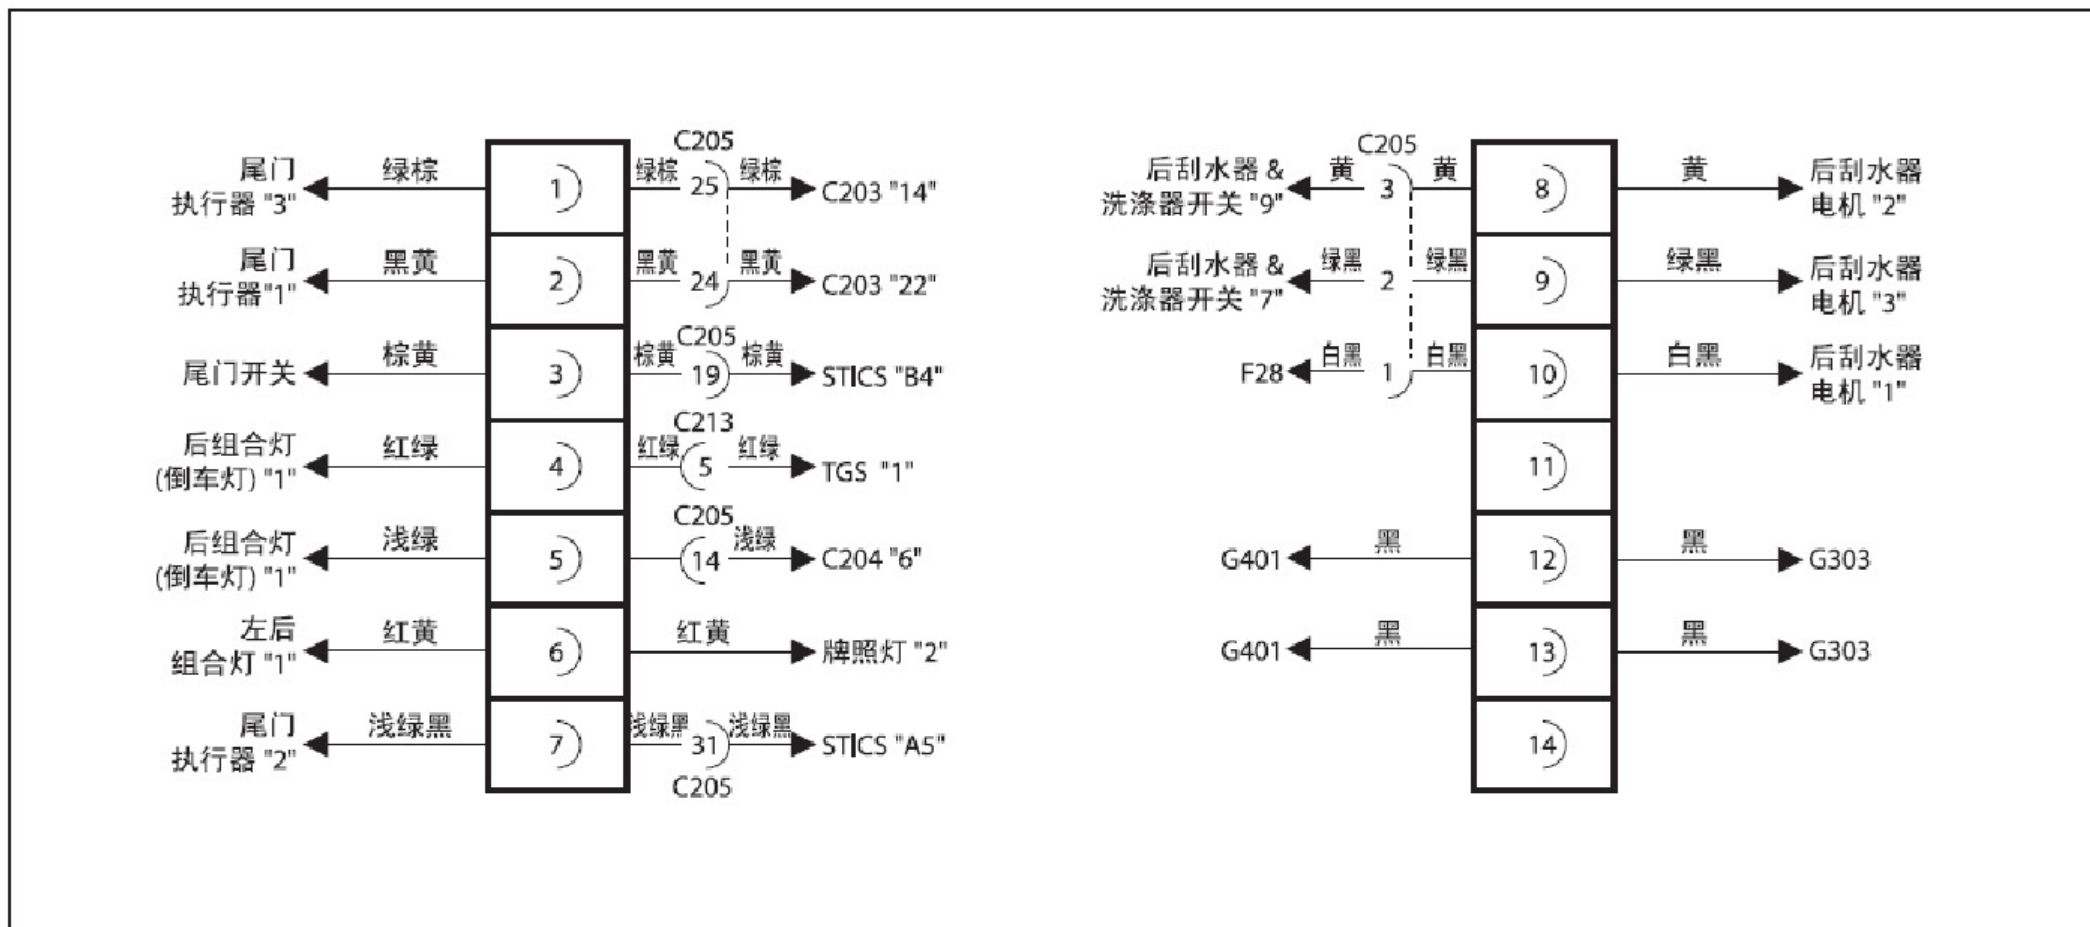 C205
尾门
执行器 "3"
绿棕
1
绿棕
25
绿棕
C203 "14"
尾门
执行器"1"
黑黄
2
黑黄
24
黑黄
C203 "22"
C205
尾门开关
棕黄
3
棕黄
19
棕黄
STICS "B4"
C213
后组合灯
(倒车灯) "1"
红绿
4
红绿
5
红绿
TGS "1"
C205
后组合灯
(倒车灯) "1"
浅绿
5
14
浅绿
C204 "6"
左后
组合灯 "1"
红黄
6
红黄
牌照灯 "2"
尾门
执行器 "2"
浅绿黑
7
浅绿黑
31
浅绿黑
STICS "A5"
C205
C205
后刮水器 &
洗涤器开关 "9"
黄
3
黄
8
黄
后刮水器
电机 "2"
后刮水器 &
洗涤器开关 "7"
绿黑
2
绿黑
9
绿黑
后刮水器
电机 "3"
F28
白黑
1
白黑
10
白黑
后刮水器
电机 "1"
11
G401
黑
12
黑
G303
G401
黑
13
黑
G303
14